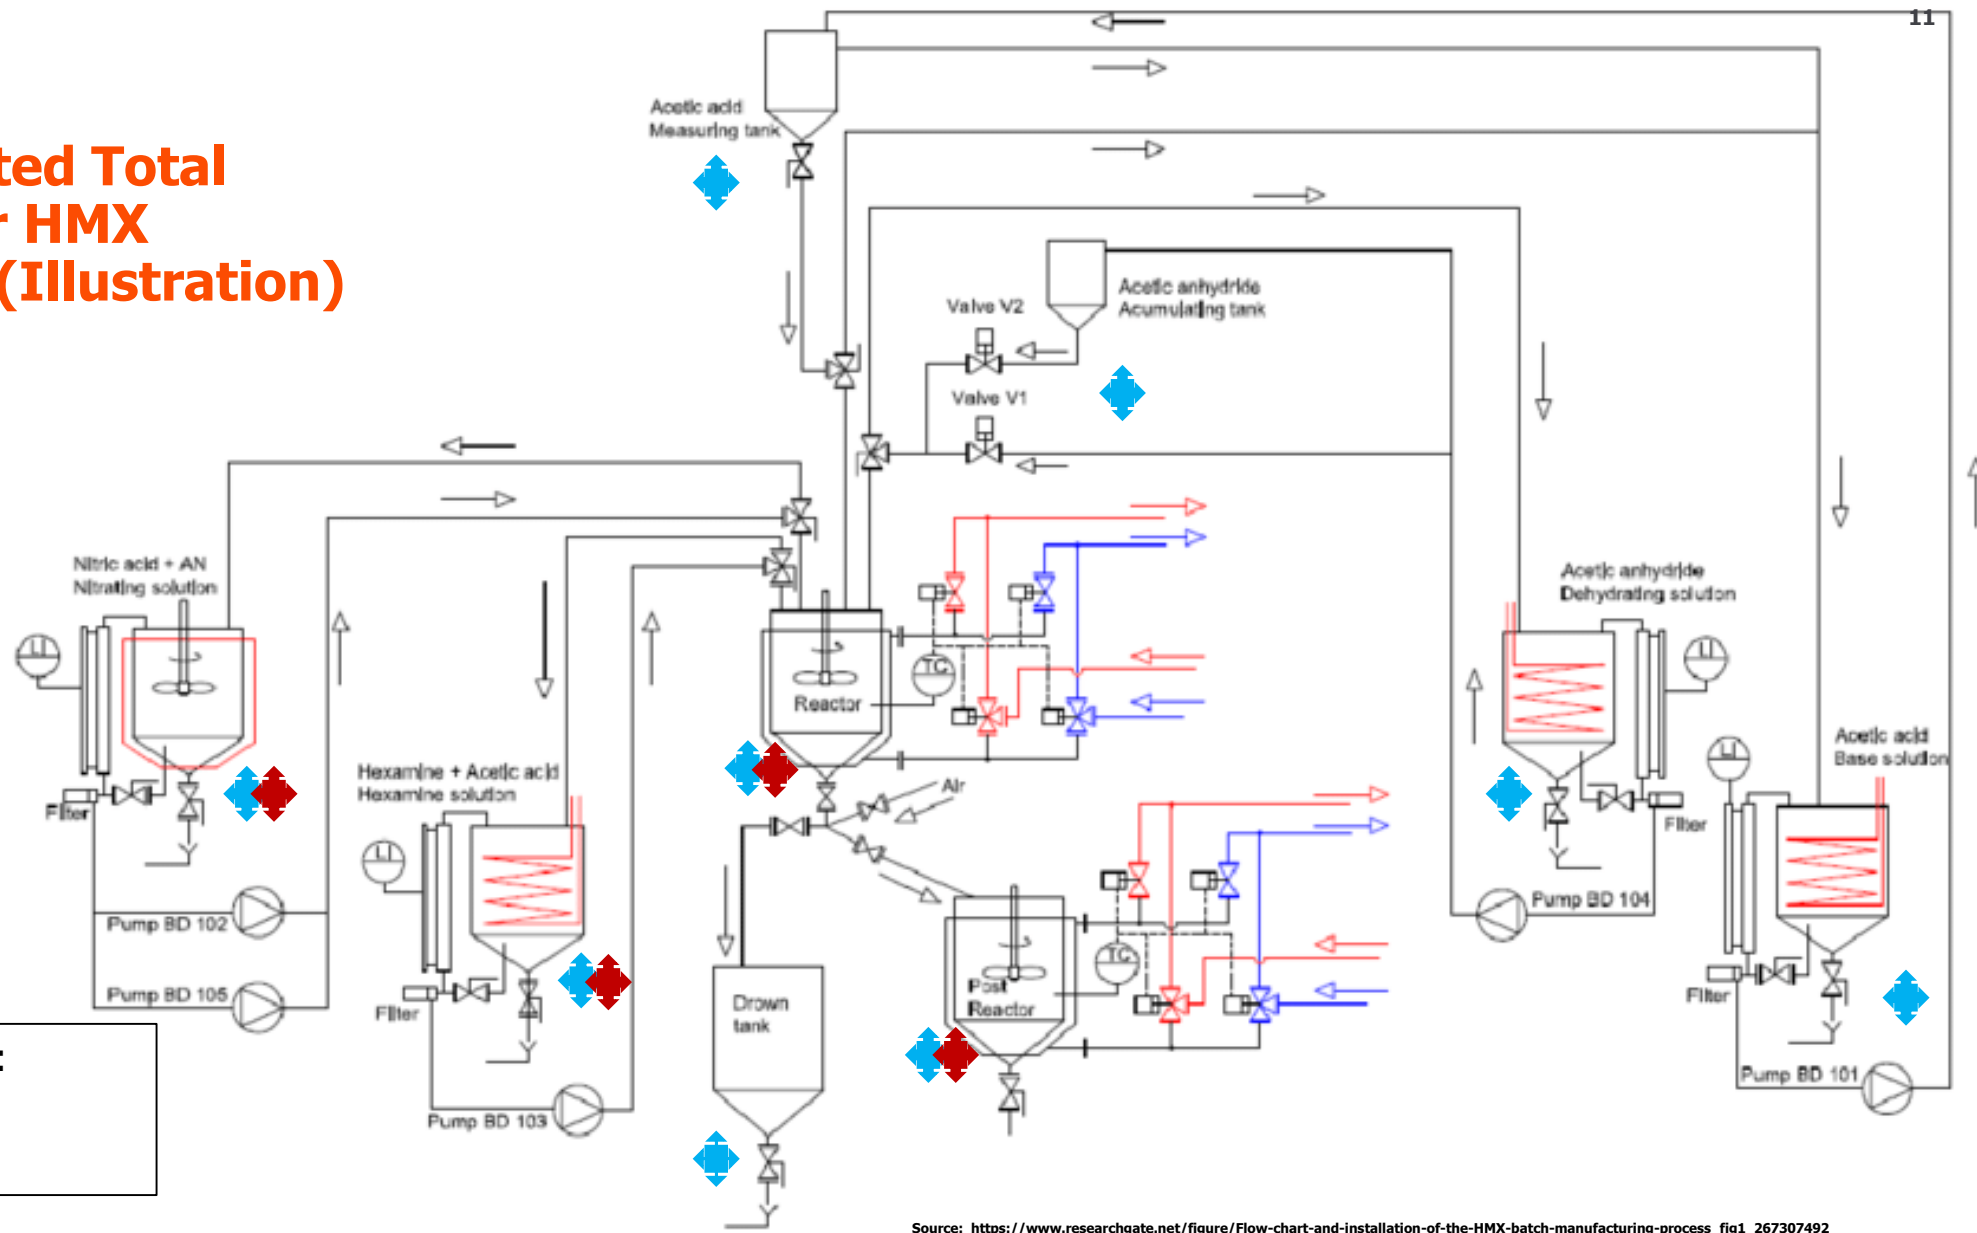 11
ted Total
r HMX
(Illustration)
Acetic acid
Measuring tank
Acetic anhydride
Acumulating tank
Valve V2
Valve V1
Nitric acid + AN
Nitrating solution
LI
Filter
Pump BD 102
Pump BD 105
Hexamine + Acetic acid
Hexamine solution
LI
Filter
Pump BD 103
Reactor
TC
Air
Drown
tank
Post
Reactor
TC
Acetic anhydride
Dehydrating solution
LI
Filter
Pump BD 104
Acetic acid
Base solution
LI
Filter
Pump BD 101
:
Source: https://www.researchgate.net/figure/Flow-chart-and-installation-of-the-HMX-batch-manufacturing-process_fig1_267307492